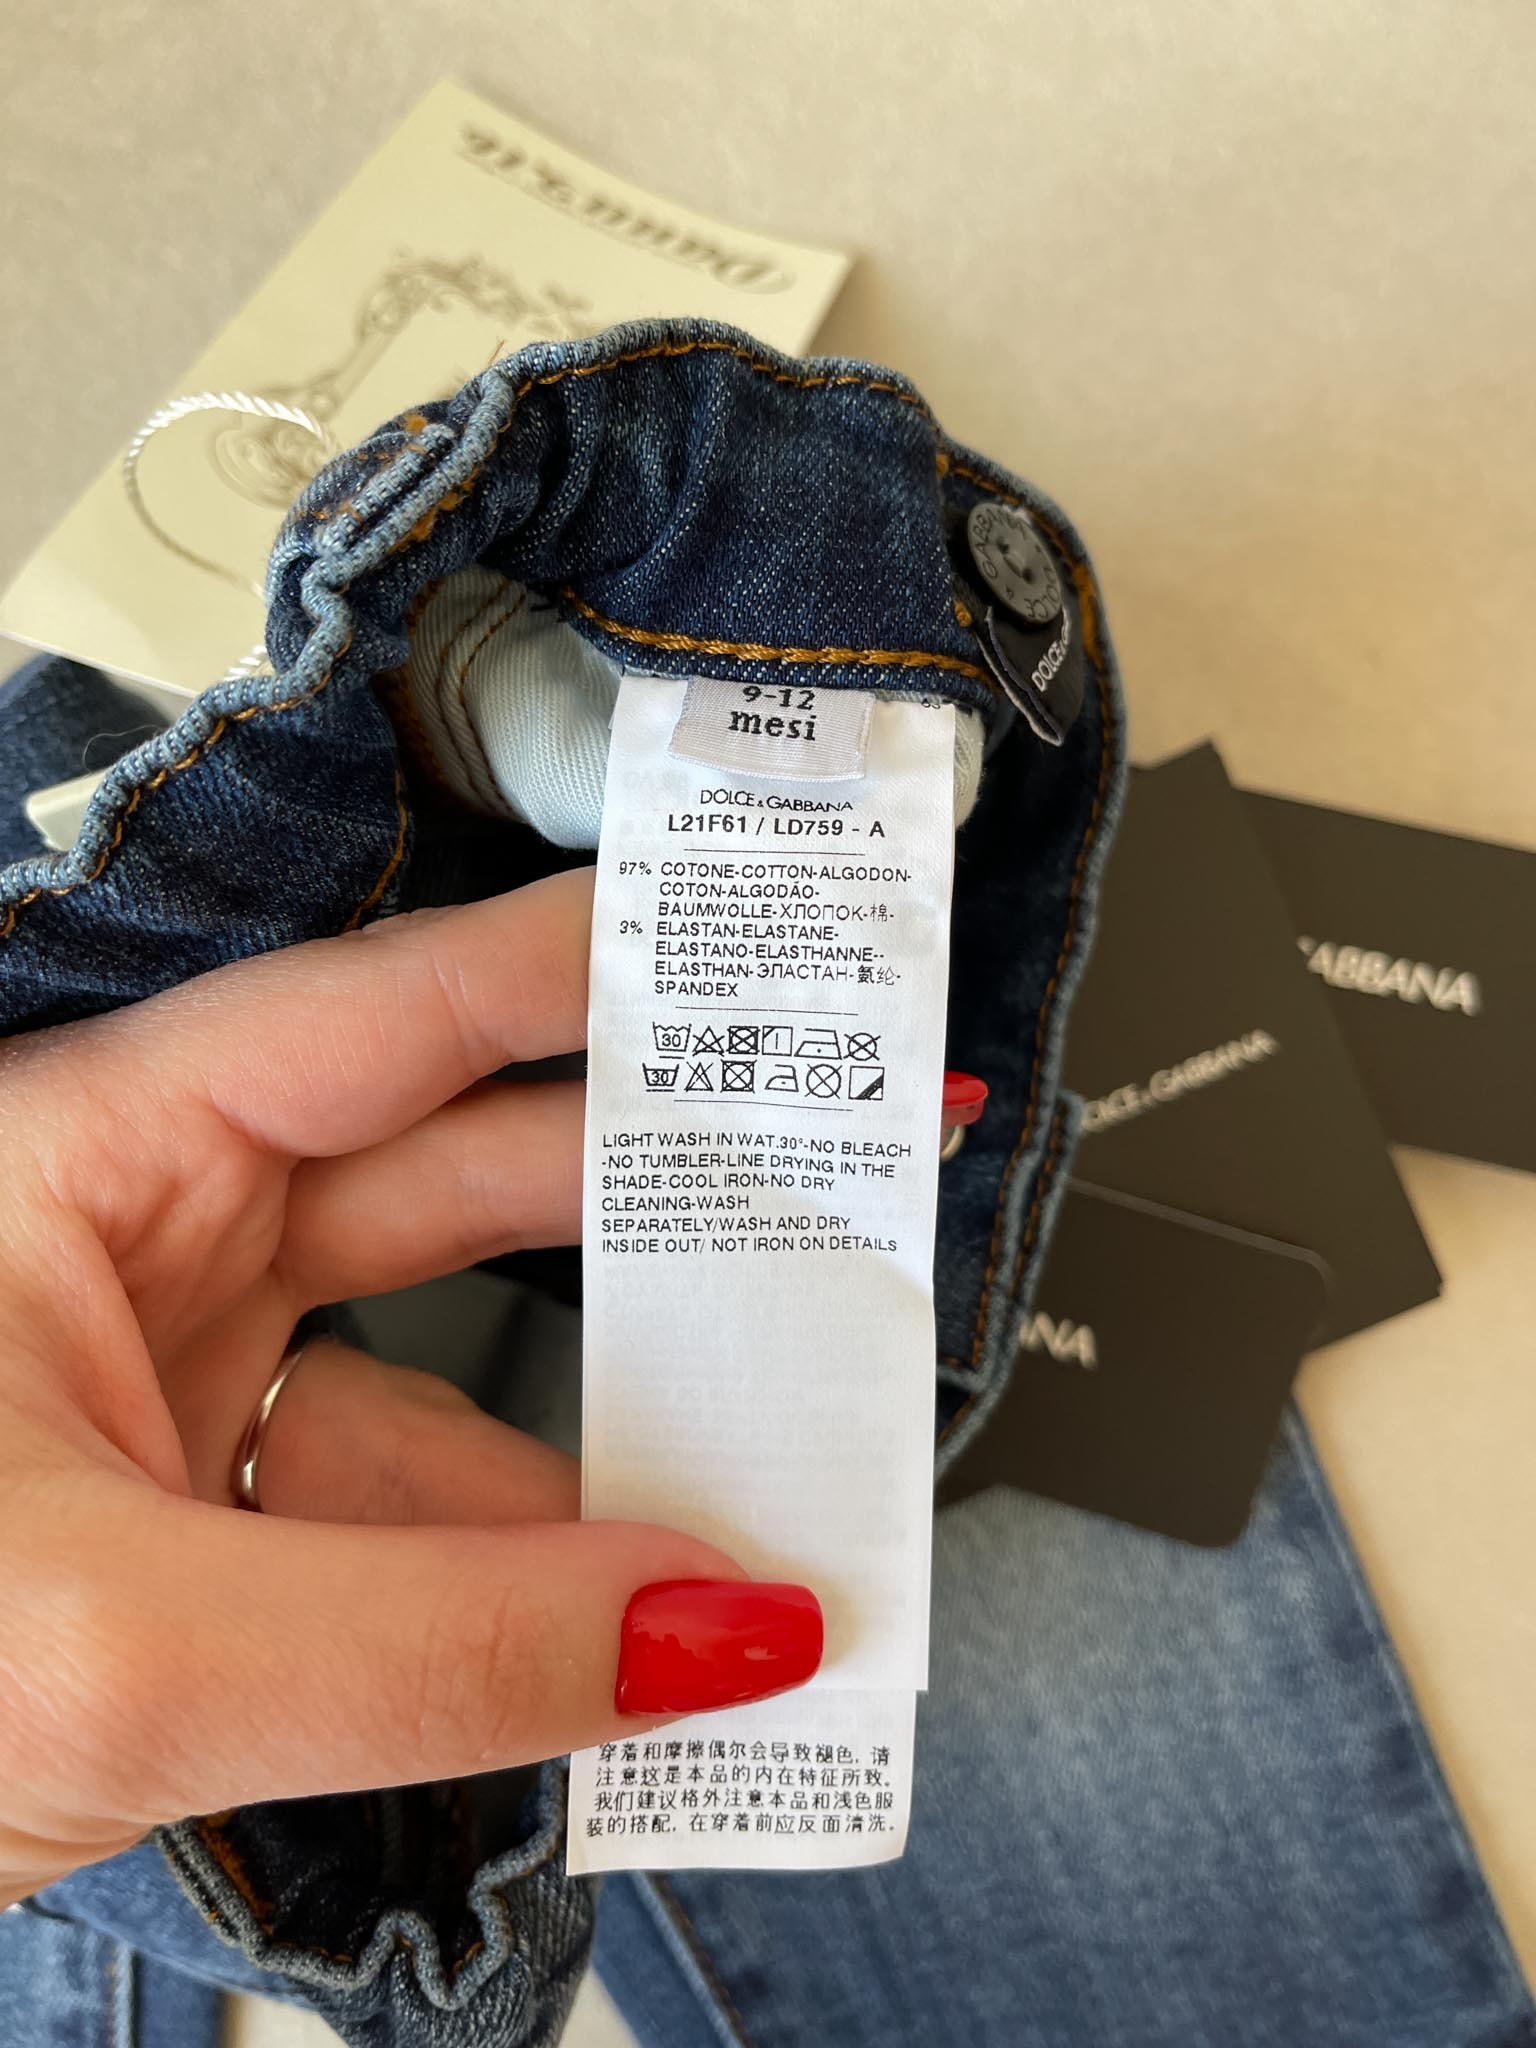 Danurxia
GABBANA
DOLCE &
9-12
mesi
DOLCE & GABBANA
L21F61 / LD759 - A
97% COTONE-COTTON-ALGODON-
COTON-ALGODÃO-
BAUMWOLLE-ХЛОПОК-棉-
3% ELASTAN-ELASTANE-
ELASTANO-ELASTHANNE--
ELASTHAN-ЭЛАСТАН-氨纶-
SPANDEX
30
30
LIGHT WASH IN WAT.30°-NO BLEACH
-NO TUMBLER-LINE DRYING IN THE
SHADE-COOL IRON-NO DRY
CLEANING-WASH
SEPARATELY/WASH AND DRY
INSIDE OUT/ NOT IRON ON DETAILS
穿着和摩擦偶尔会导致褪色, 请
注意这是本品的内在特征所致。
我们建议格外注意本品和浅色服
装的搭配, 在穿着前应反面清洗。
GABBANA
DOLCE & GABBANA